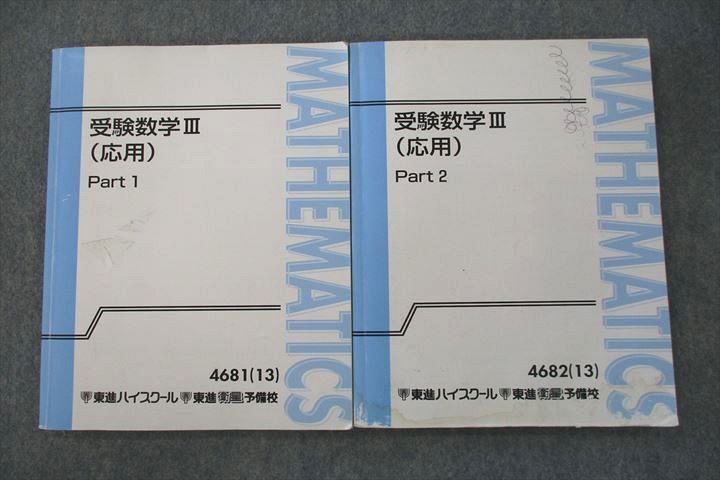 受験数学Ⅲ
(応用)
Part 1
MATHEMATICS
4681(13)
東進ハイスクール 東進衛星予備校
受験数学Ⅲ
(応用)
Part 2
MATHEMATICS
4682(13)
東進ハイスクール 東進衛星予備校